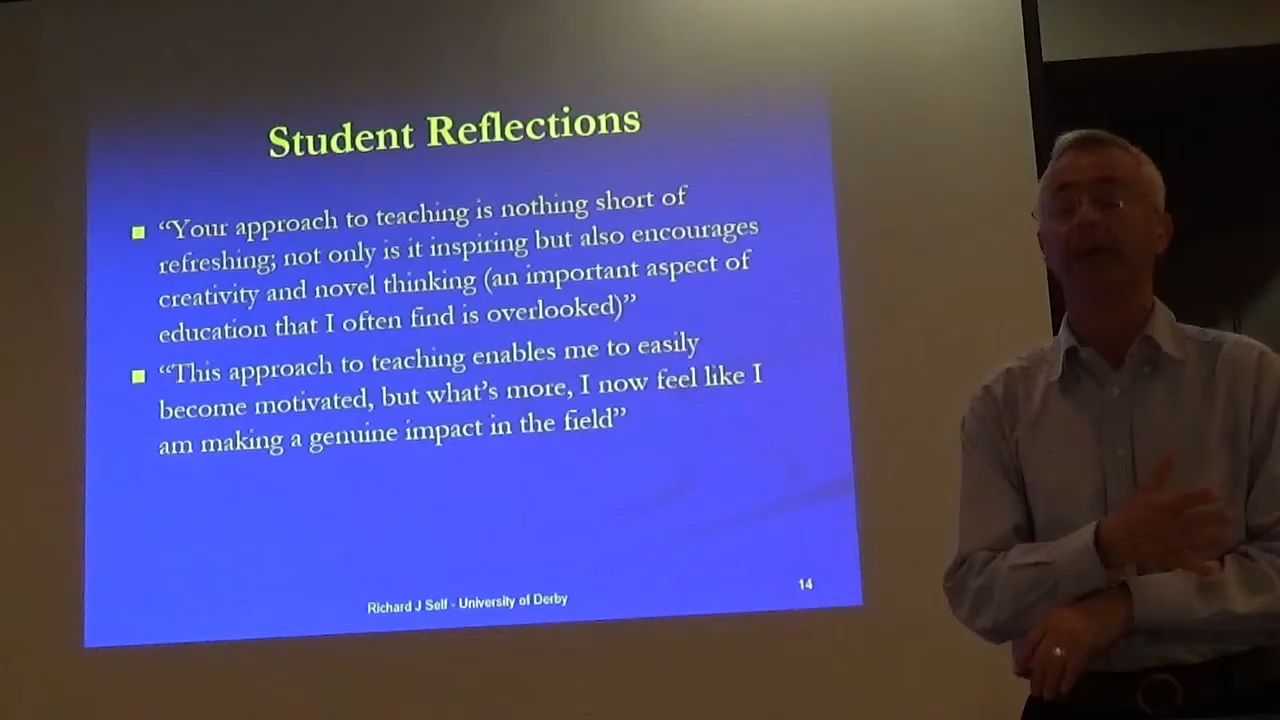 Student Reflections
“Your approach to teaching is nothing short of
refreshing; not only is it inspiring but also encourages
creativity and novel thinking (an important aspect of
education that I often find is overlooked)”
“This approach to teaching enables me to easily
become motivated, but what’s more, I now feel like I
am making a genuine impact in the field”
Richard J Self - University of Derby
14